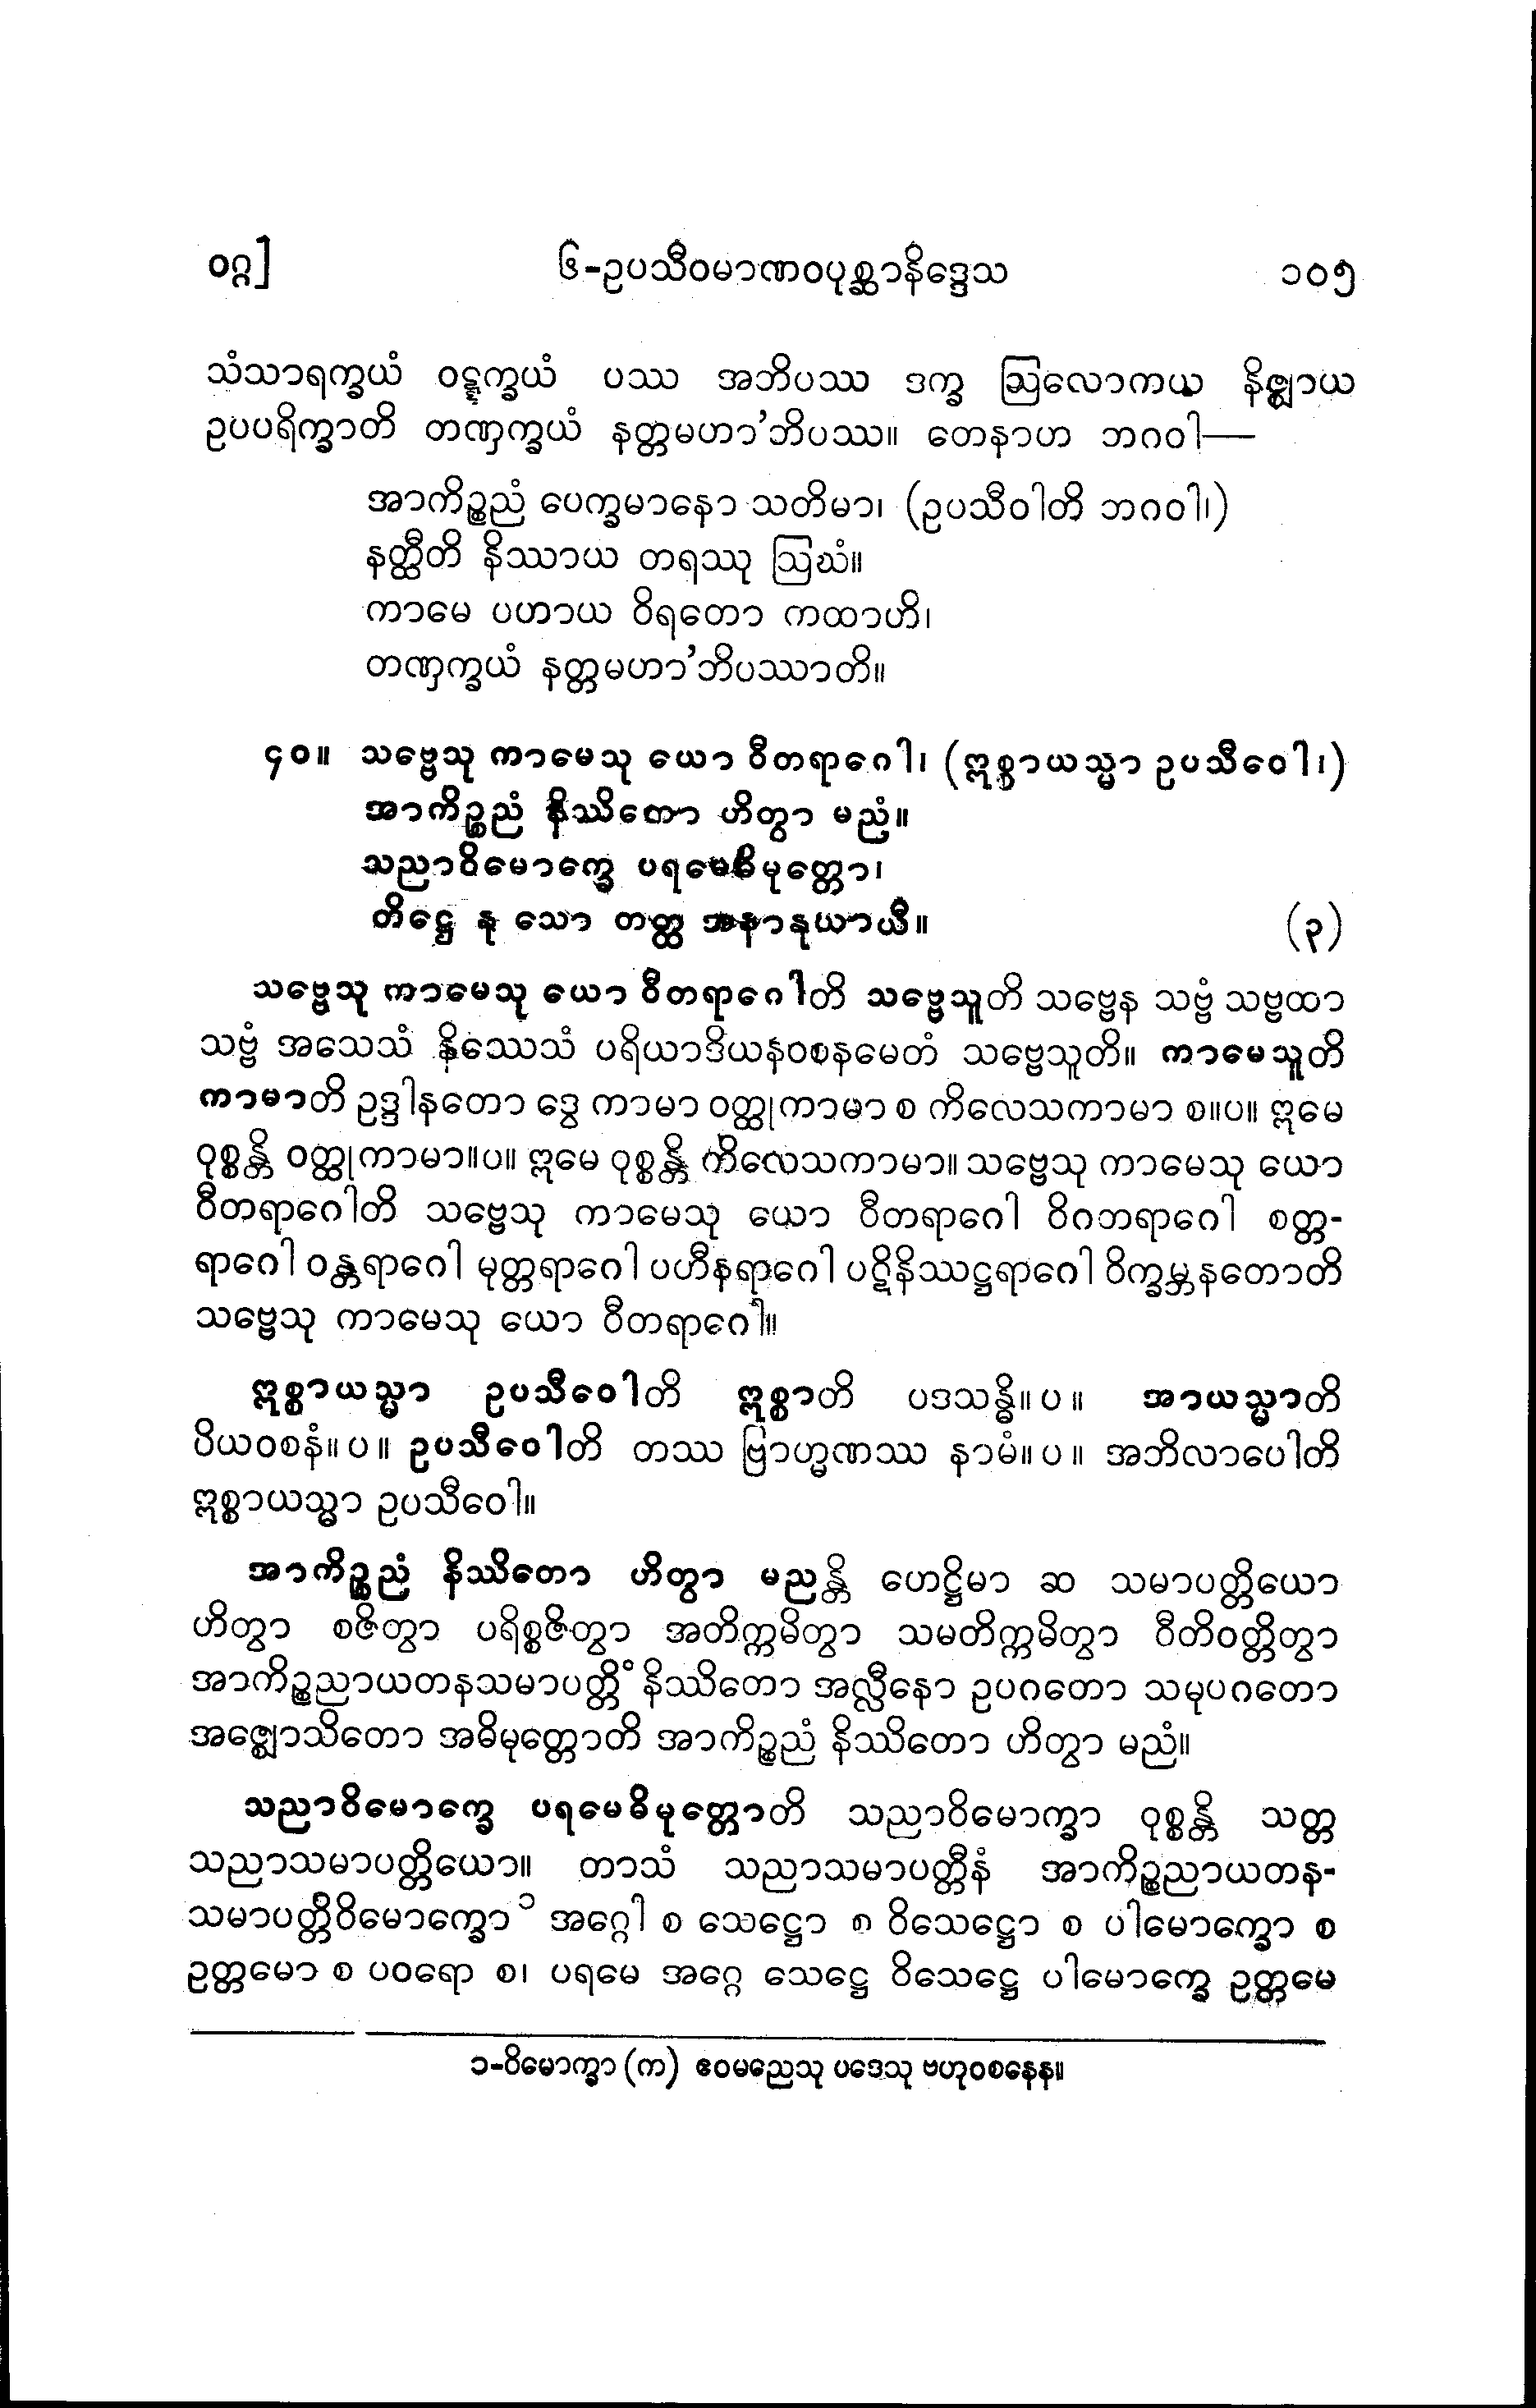 ဝဂ္ဂ]
၆-ဥပသီဝမာဏဝပုစ္ဆာနိဒ္ဒေသ
၁၀၅
သံသာရက္ခယံ ဝဋ္ဋက္ခယံ ပဿ အဘိပဿ ဒက္ခ ဩလောကယ နိဇ္ဈာယ
ဥပပရိက္ခာတိ တဏှက္ခယံ နတ္တမဟာ’ဘိပဿ။ တေနာဟ ဘဂဝါ—
အာကိဉ္စညံ ပေက္ခမာနော သတိမာ၊ (ဥပသီဝါတိ ဘဂဝါ၊)
နတ္ထီတိ နိဿာယ တရဿု ဩဃံ။
ကာမေ ပဟာယ ဝိရတော ကထာဟိ၊
တဏှက္ခယံ နတ္တမဟာ’ဘိပဿာတိ။
၄၀။ သဗ္ဗေသု ကာမေသု ယော ဝီတရာဂေါ၊ (ဣစ္စာယသ္မာ ဥပသီဝေါ၊)
အာကိဉ္စညံ နိဿိတော ဟိတွာ မညံ။
သညာဝိမောက္ခေ ပရမေဓိမုတ္တော၊
တိဋ္ဌေ နု သော တတ္ထ အနာနုယာယီ။ (၃)
သဗ္ဗေသု ကာမေသု ယော ဝီတရာဂေါတိ သဗ္ဗေသူတိ သဗ္ဗေန သဗ္ဗံ သဗ္ဗထာ
သဗ္ဗံ အသေသံ နိဿေသံ ပရိယာဒိယနဝစနမေတံ သဗ္ဗေသူတိ။ ကာမေသူတိ
ကာမာတိ ဥဒ္ဒါနတော ဒွေ ကာမာ ဝတ္ထုကာမာ စ ကိလေသကာမာ စ။ပ။ ဣမေ
ဝုစ္စန္တိ ဝတ္ထုကာမာ။ပ။ ဣမေ ဝုစ္စန္တိ ကိလေသကာမာ။ သဗ္ဗေသု ကာမေသု ယော
ဝီတရာဂေါတိ သဗ္ဗေသု ကာမေသု ယော ဝီတရာဂေါ ဝိဂတရာဂေါ စတ္တ-
ရာဂေါ ဝန္တရာဂေါ မုတ္တရာဂေါ ပဟီနရာဂေါ ပဋိနိဿဋ္ဌရာဂေါ ဝိက္ခမ္ဘနတောတိ
သဗ္ဗေသု ကာမေသု ယော ဝီတရာဂေါ။
ဣစ္စာယသ္မာ ဥပသီဝေါတိ ဣစ္စာတိ ပဒသန္ဓိ။ပ။ အာယသ္မာတိ
ပိယဝစနံ။ပ။ ဥပသီဝေါတိ တဿ ဗြာဟ္မဏဿ နာမံ။ပ။ အဘိလာပေါတိ
ဣစ္စာယသ္မာ ဥပသီဝေါ။
အာကိဉ္စညံ နိဿိတော ဟိတွာ မညန္တိ ဟေဋ္ဌိမာ ဆ သမာပတ္တိယော
ဟိတွာ စဇိတွာ ပရိစ္စဇိတွာ အတိက္ကမိတွာ သမတိက္ကမိတွာ ဝီတိဝတ္တိတွာ
အာကိဉ္စညာယတနသမာပတ္တိံ နိဿိတော အလ္လီနော ဥပဂတော သမုပဂတော
အဇ္ဈောသိတော အဓိမုတ္တောတိ အာကိဉ္စညံ နိဿိတော ဟိတွာ မညံ။
သညာဝိမောက္ခေ ပရမေဓိမုတ္တောတိ သညာဝိမောက္ခာ ဝုစ္စန္တိ သတ္တ
သညာသမာပတ္တိယော။ တာသံ သညာသမာပတ္တီနံ အာကိဉ္စညာယတန-
သမာပတ္တိဝိမောက္ခော ၁ အဂ္ဂေါ စ သေဋ္ဌော စ ဝိသေဋ္ဌော စ ပါမောက္ခော စ
ဥတ္တမော စ ပဝရော စ၊ ပရမေ အဂ္ဂေ သေဋ္ဌေ ဝိသေဋ္ဌေ ပါမောက္ခေ ဥတ္တမေ
၁-ဝိမောက္ခာ (က) ဧဝမညေသု ပဒေသု ဗဟုဝစနေန။